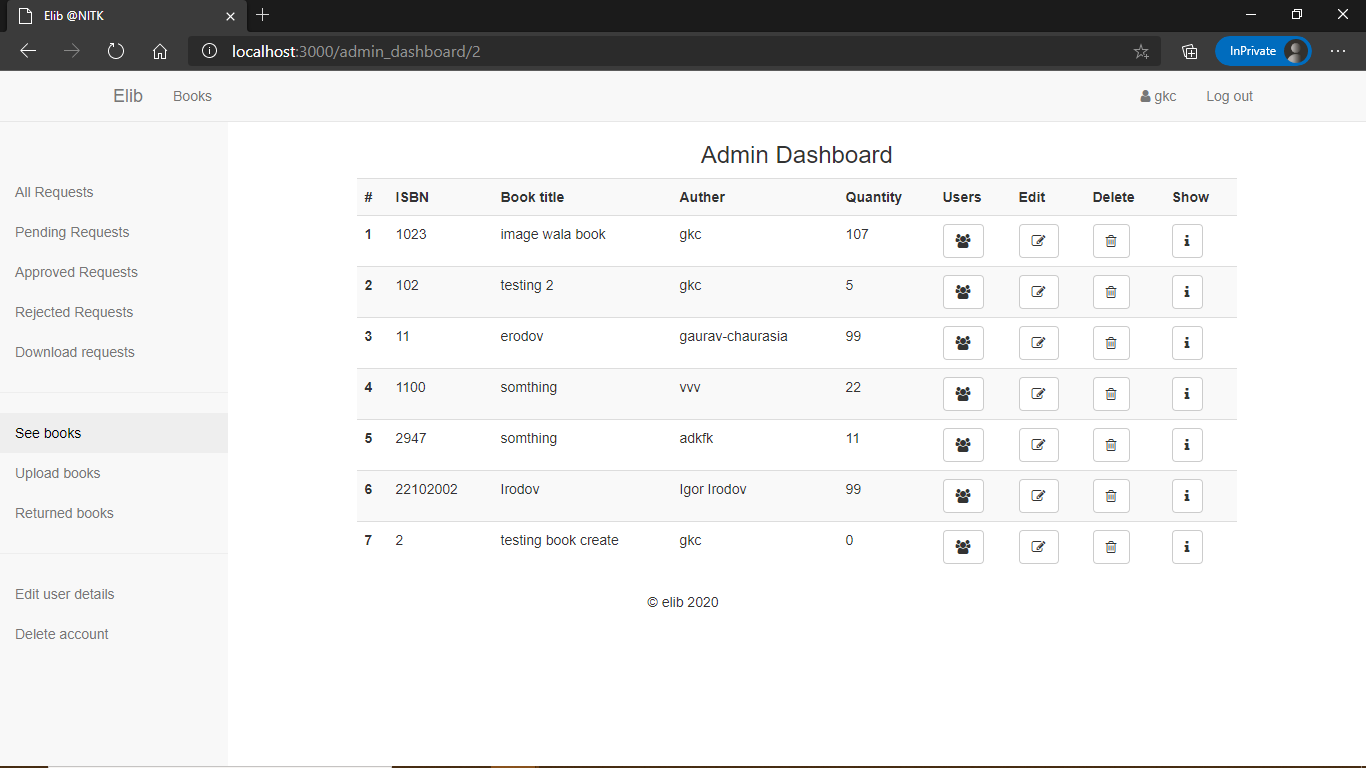 Elib @NITK
localhost:3000/admin_dashboard/2
InPrivate
Elib Books gkc Log out
All Requests
Pending Requests
Approved Requests
Rejected Requests
Download requests
See books
Upload books
Returned books
Edit user details
Delete account
Admin Dashboard
# ISBN Book title Auther Quantity Users Edit Delete Show
1 1023 image wala book gkc 107
2 102 testing 2 gkc 5
3 11 erodov gaurav-chaurasia 99
4 1100 somthing vvv 22
5 2947 somthing adkfk 11
6 22102002 Irodov Igor Irodov 99
7 2 testing book create gkc 0
© elib 2020